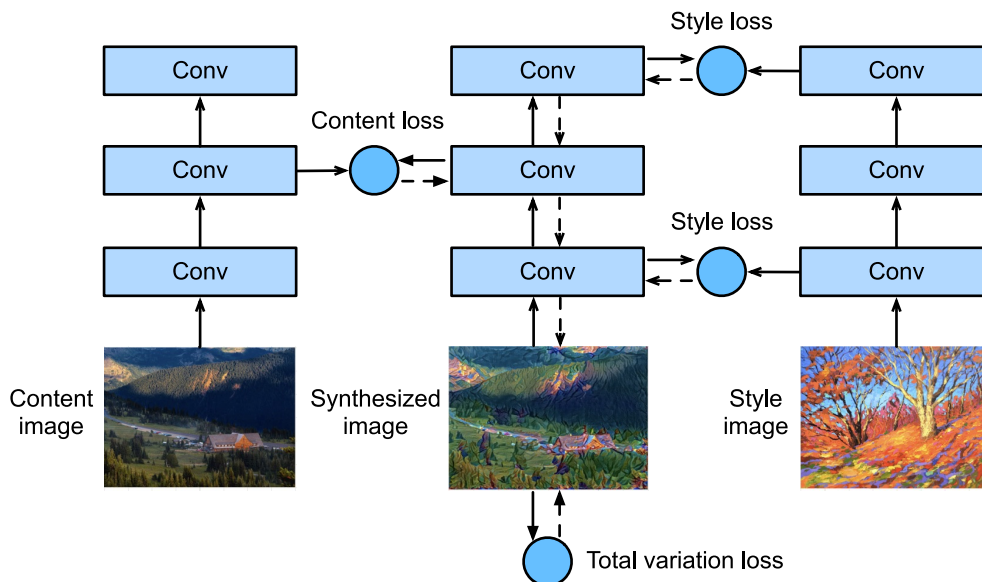 Style loss
Conv
Conv
Conv
Content loss
Conv
Conv
Conv
Style loss
Conv
Conv
Conv
Content
image
Synthesized
image
Style
image
Total variation loss